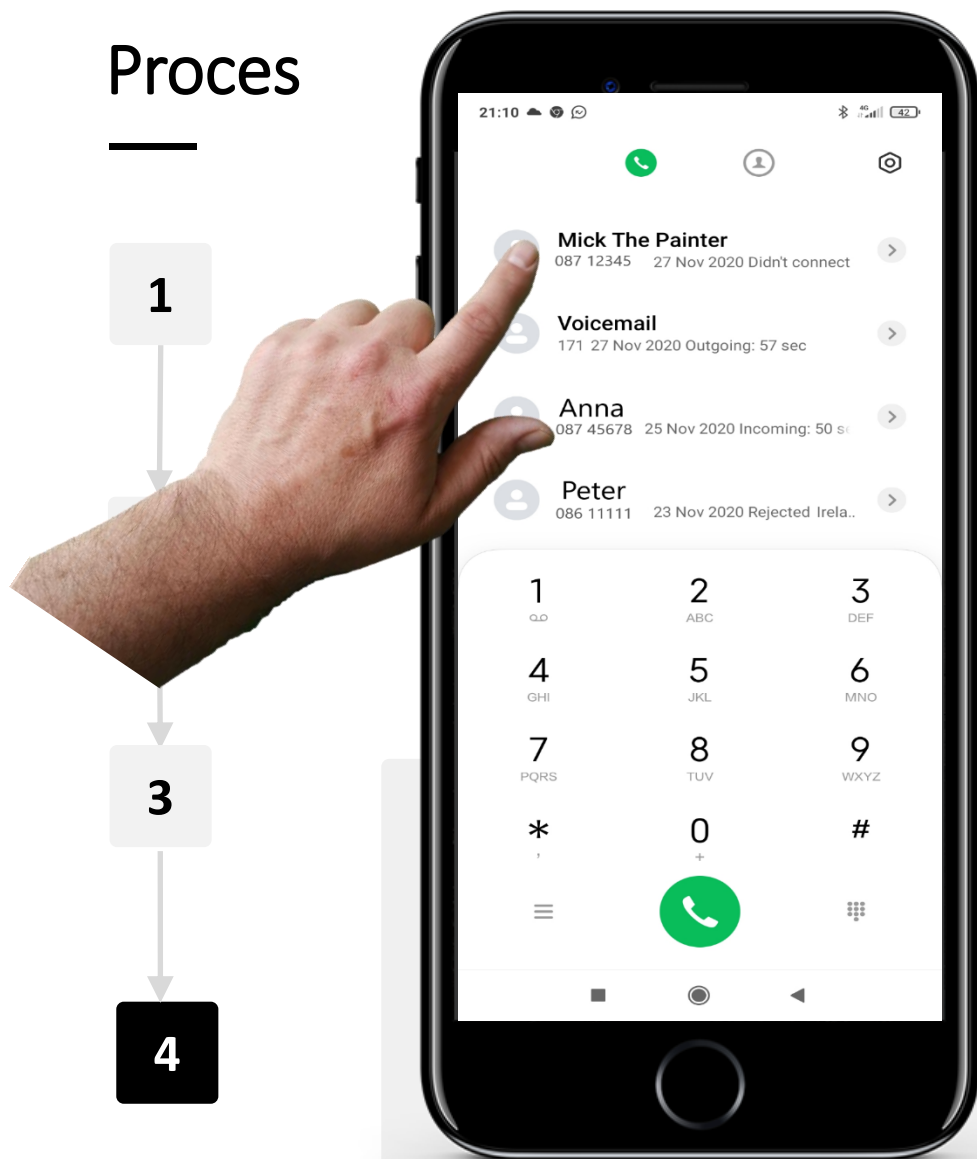 Proces
1
3
4
21:10 4G 42
Mick The Painter
087 12345 27 Nov 2020 Didn't connect
Voicemail
171 27 Nov 2020 Outgoing: 57 sec
Anna
087 45678 25 Nov 2020 Incoming: 50 s
Peter
086 11111 23 Nov 2020 Rejected Irela..
1 2 3
ABC DEF
4 5 6
GHI JKL MNO
7 8 9
PQRS TUV WXYZ
* 0 #
, +